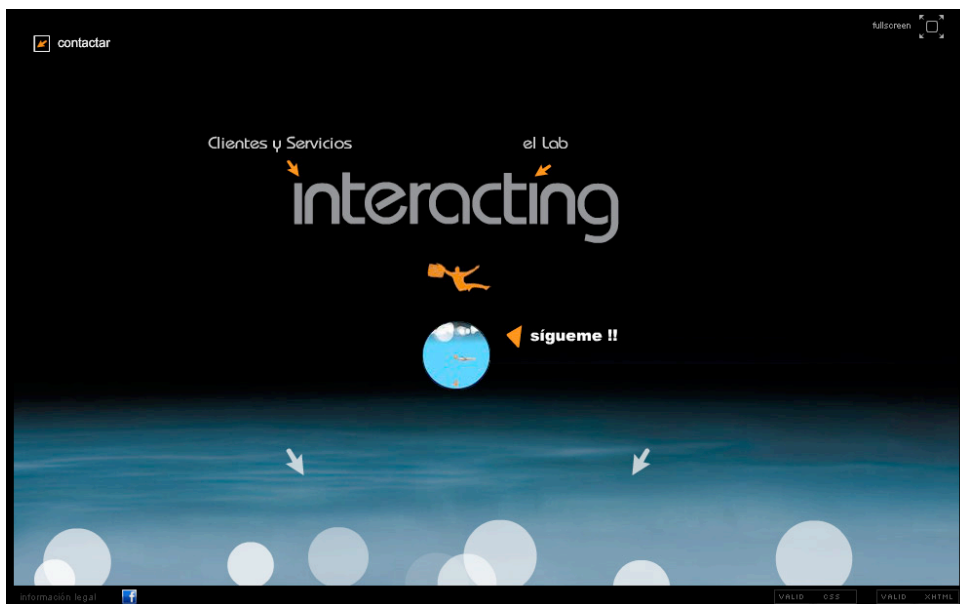 fullscreen
contactar
Clientes y Servicios
el Lab
interacting
sígueme !!
información legal
f
VALID CSS
VALID XHTML